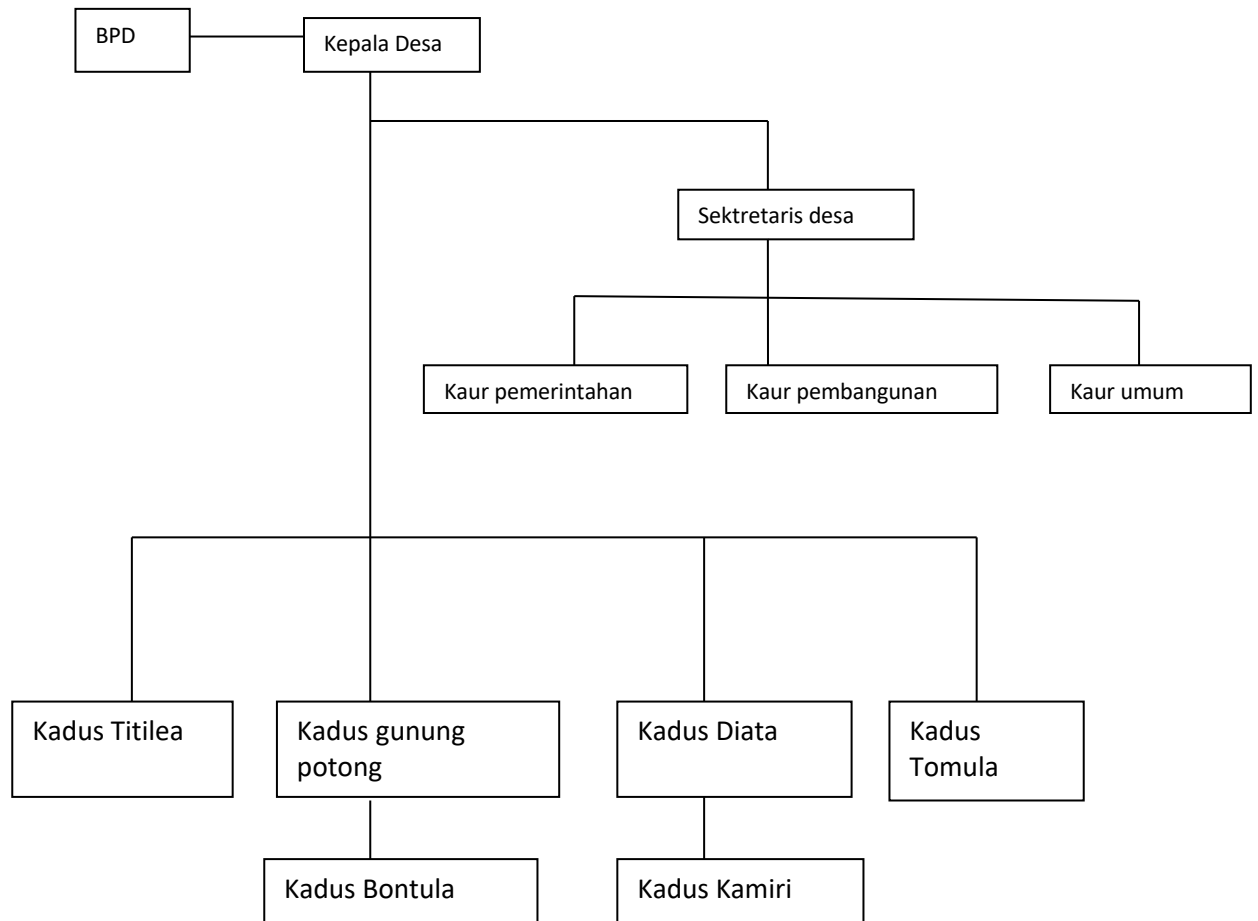 BPD
Kepala Desa
Sektretaris desa
Kaur pemerintahan
Kaur pembangunan
Kaur umum
Kadus Titilea
Kadus gunung
potong
Kadus Diata
Kadus
Tomula
Kadus Bontula
Kadus Kamiri